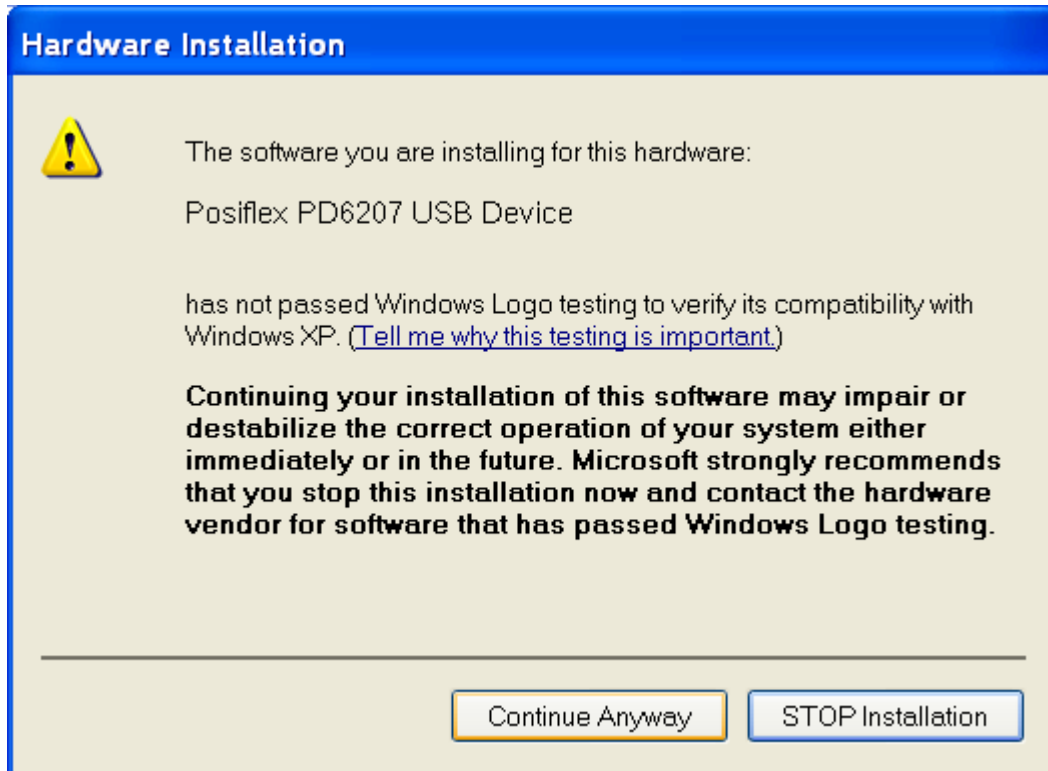 Hardware Installation
The software you are installing for this hardware:
Posiflex PD6207 USB Device
has not passed Windows Logo testing to verify its compatibility with
Windows XP. (Tell me why this testing is important.)
Continuing your installation of this software may impair or
destabilize the correct operation of your system either
immediately or in the future. Microsoft strongly recommends
that you stop this installation now and contact the hardware
vendor for software that has passed Windows Logo testing.
Continue Anyway
STOP Installation